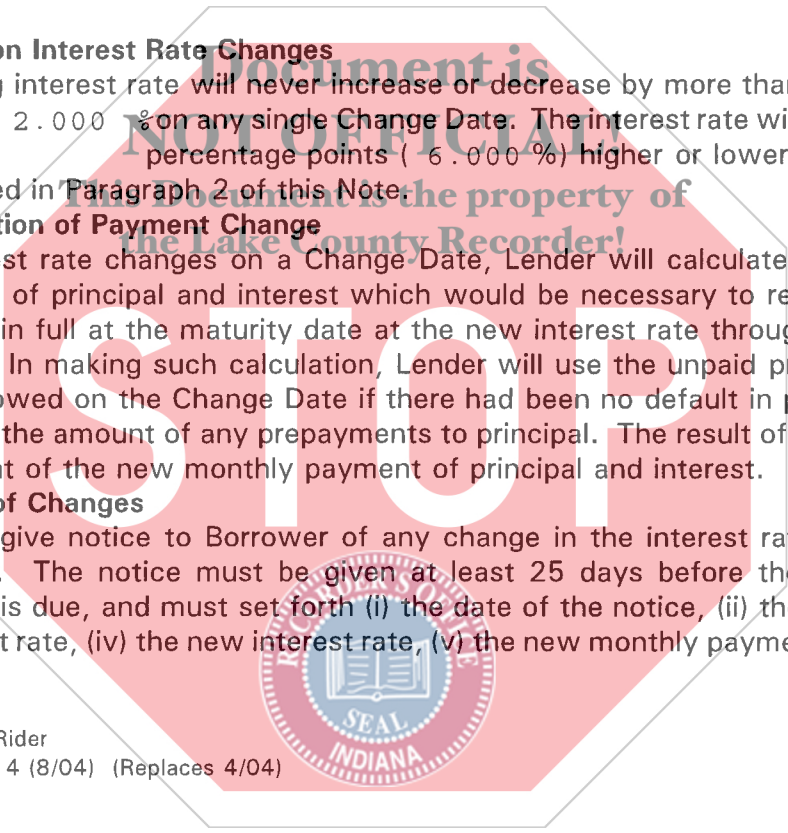 on Interest Rate Changes
g interest rate will never increase or decrease by more than
2.000 % on any single Change Date. The interest rate wi
percentage points ( 6.000 %) higher or lower
ed in Paragraph 2 of this Note.
tion of Payment Change
st rate changes on a Change Date, Lender will calculate
of principal and interest which would be necessary to re
in full at the maturity date at the new interest rate throug
In making such calculation, Lender will use the unpaid p
owed on the Change Date if there had been no default in p
the amount of any prepayments to principal. The result of
t of the new monthly payment of principal and interest.
of Changes
give notice to Borrower of any change in the interest ra
. The notice must be given at least 25 days before the
is due, and must set forth (i) the date of the notice, (ii) th
t rate, (iv) the new interest rate, (v) the new monthly payme
Rider
4 (8/04) (Replaces 4/04)
Document is
NOT OFFICIAL!
This Document is the property of
the Lake County Recorder!
STOP
RECORDER'S OFFICE
SEAL
INDIANA